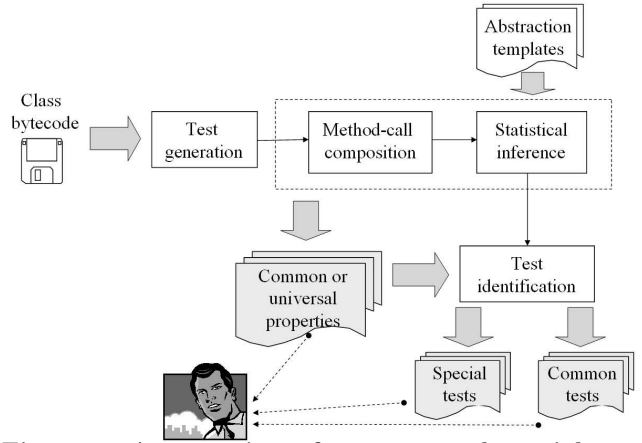 Abstraction
templates
Class
bytecode
Test
generation
Method-call
composition
Statistical
inference
Common or
universal
properties
Test
identification
Special
tests
Common
tests